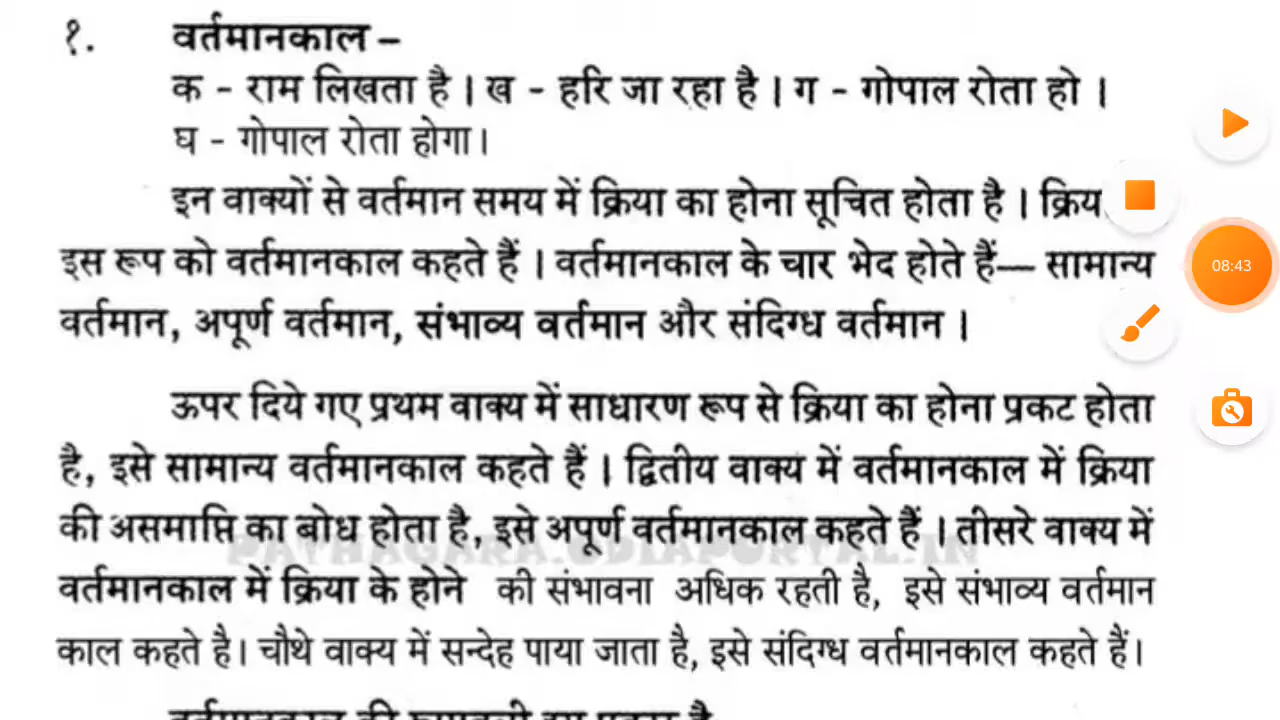 १. वर्तमानकाल –
क - राम लिखता है । ख - हरि जा रहा है । ग - गोपाल रोता हो ।
घ - गोपाल रोता होगा।
इन वाक्यों से वर्तमान समय में क्रिया का होना सूचित होता है । क्रिय
इस रूप को वर्तमानकाल कहते हैं । वर्तमानकाल के चार भेद होते हैं— सामान्य
08:43
वर्तमान, अपूर्ण वर्तमान, संभाव्य वर्तमान और संदिग्ध वर्तमान ।
ऊपर दिये गए प्रथम वाक्य में साधारण रूप से क्रिया का होना प्रकट होता
है, इसे सामान्य वर्तमानकाल कहते हैं । द्वितीय वाक्य में वर्तमानकाल में क्रिया
की असमाप्ति का बोध होता है, इसे अपूर्ण वर्तमानकाल कहते हैं । तीसरे वाक्य में
PATHAGARA.ODIAPORTAL.IN
वर्तमानकाल में क्रिया के होने की संभावना अधिक रहती है, इसे संभाव्य वर्तमान
काल कहते है। चौथे वाक्य में सन्देह पाया जाता है, इसे संदिग्ध वर्तमानकाल कहते हैं।